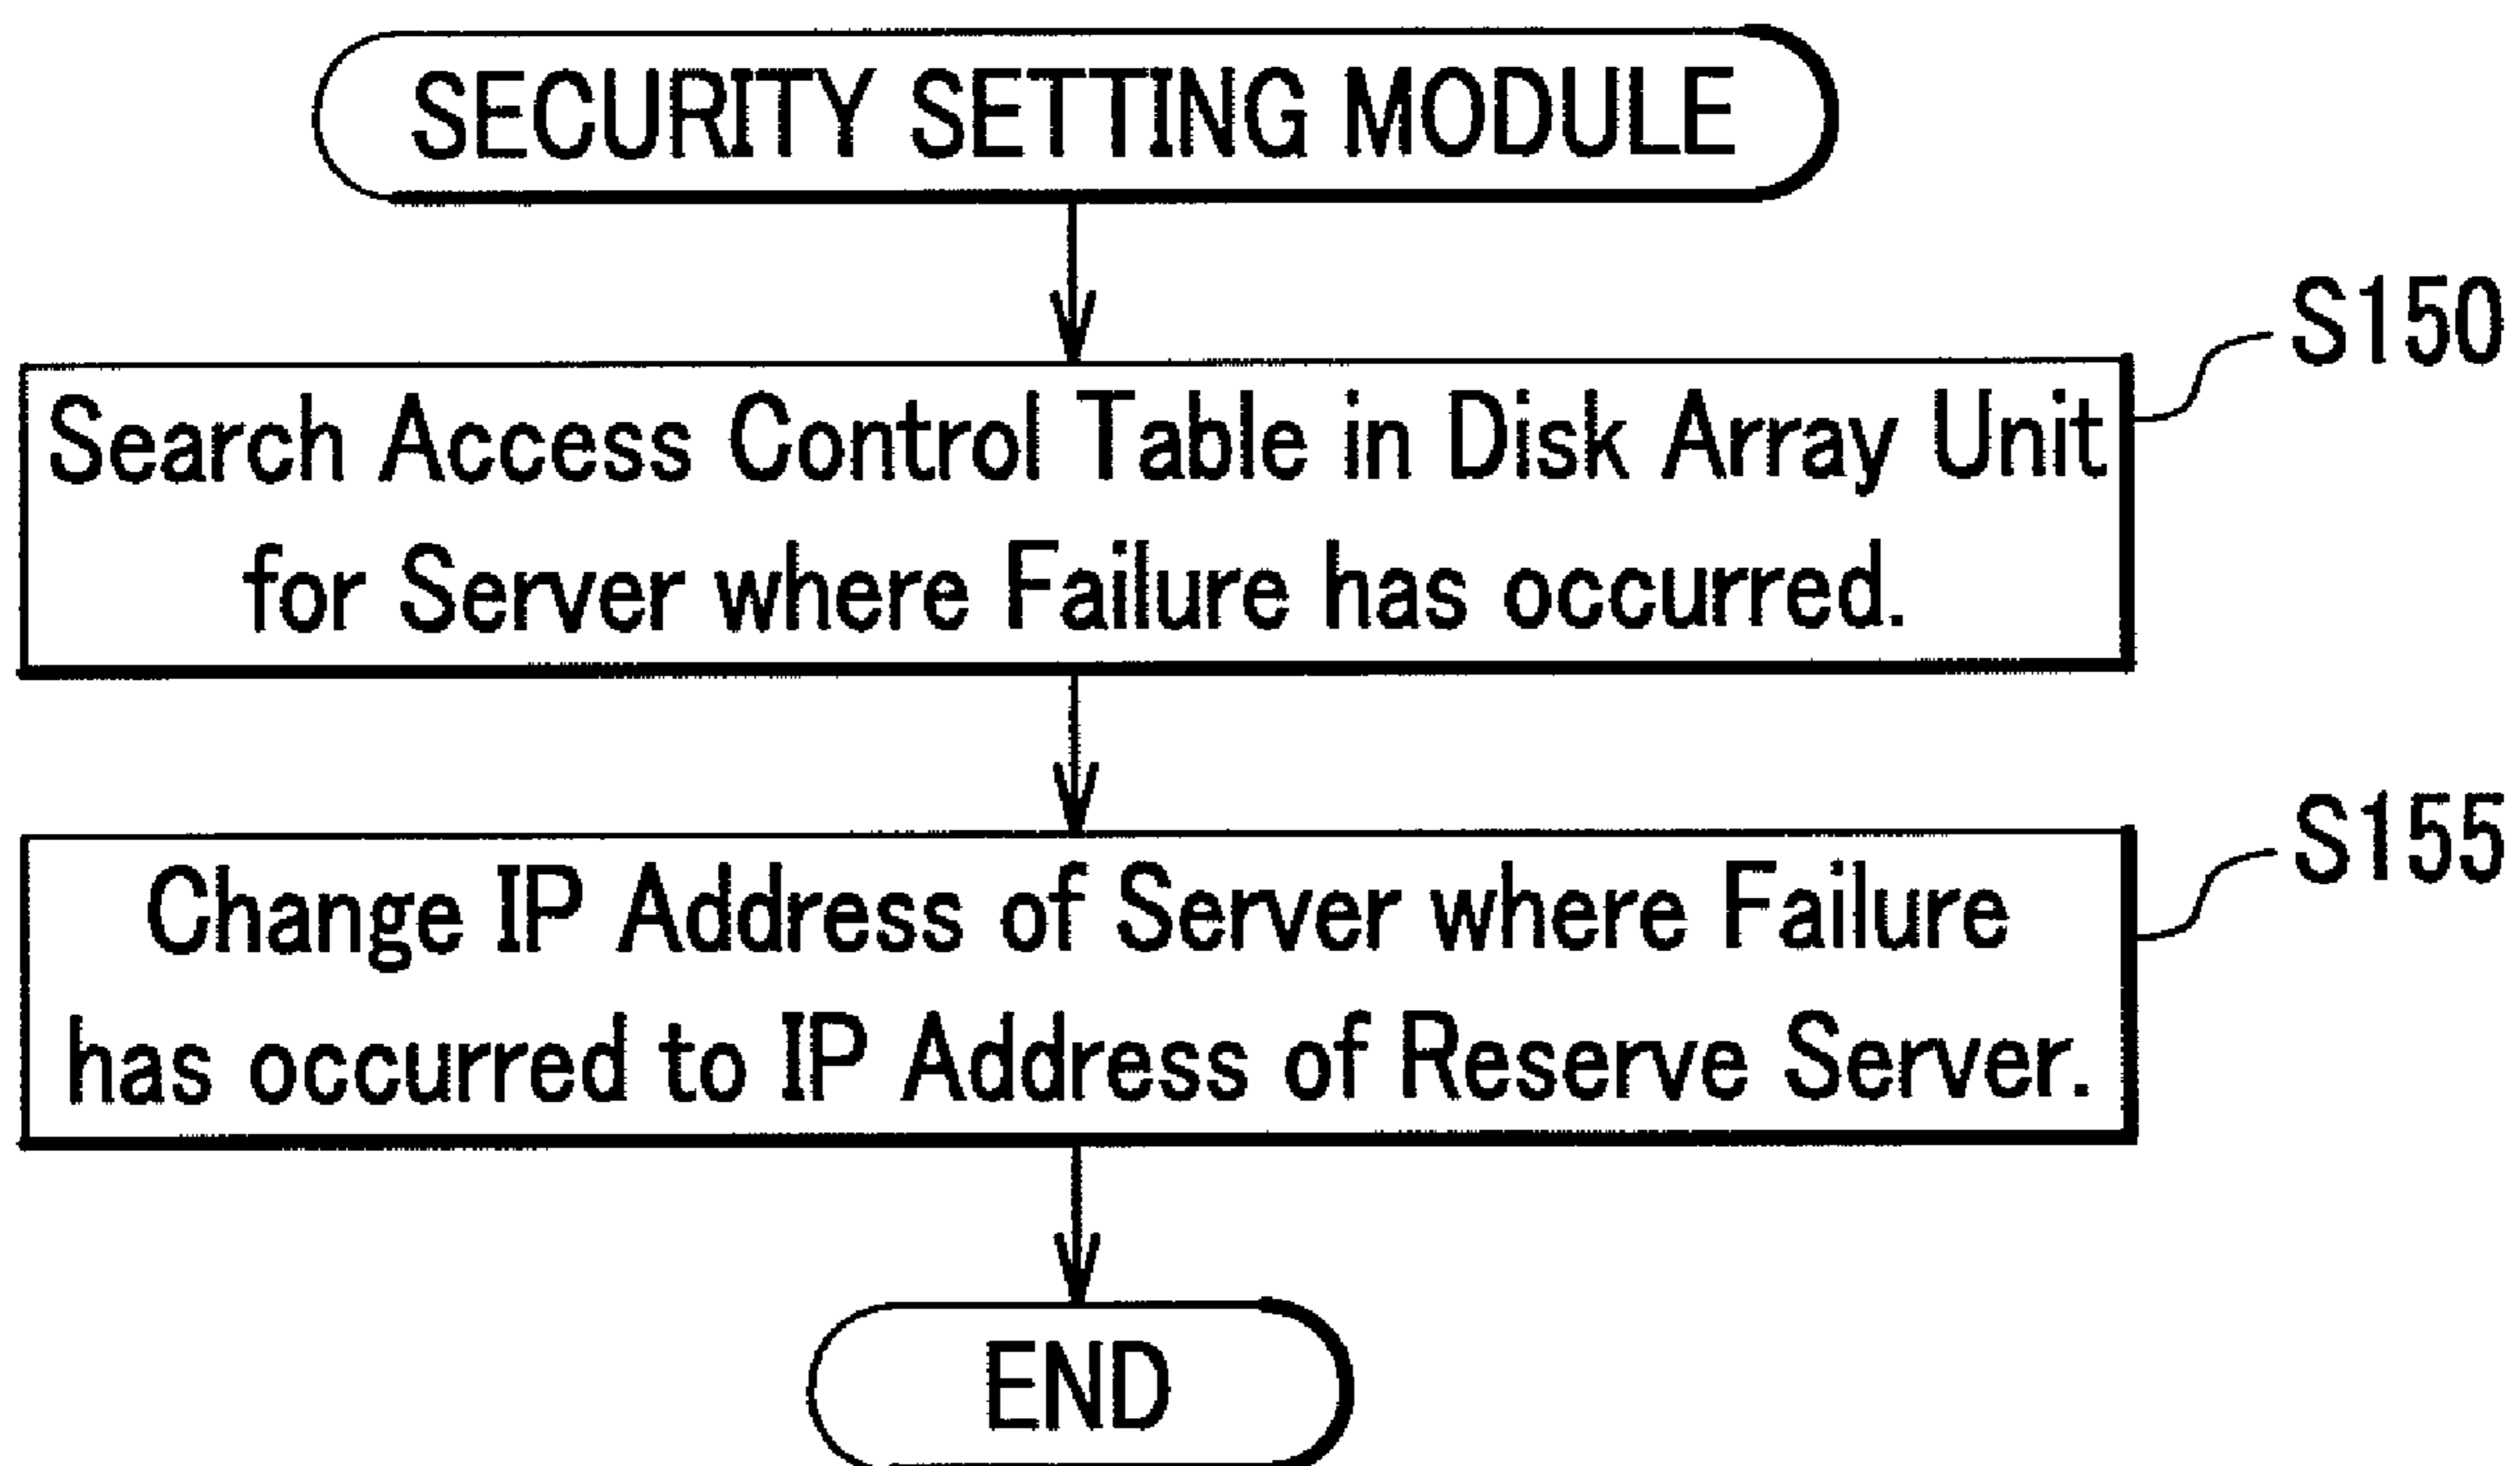 SECURITY SETTING MODULE
S150
Search Access Control Table in Disk Array Unit
for Server where Failure has occurred.
S155
Change IP Address of Server where Failure
has occurred to IP Address of Reserve Server.
END